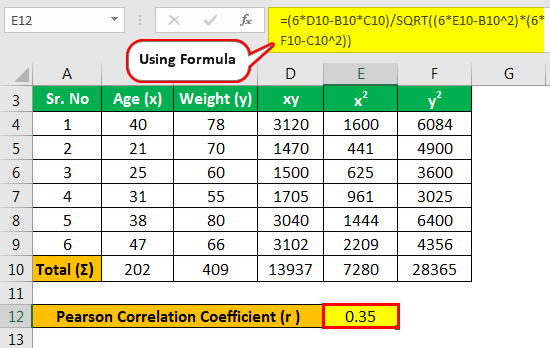 E12 fx =(6*D10-B10*C10)/SQRT((6*E10-B10^2)*(6*
F10-C10^2))
Using Formula
A B C D E F G
3 Sr. No Age (x) Weight (y) xy x² y²
4 1 40 78 3120 1600 6084
5 2 21 70 1470 441 4900
6 3 25 60 1500 625 3600
7 4 31 55 1705 961 3025
8 5 38 80 3040 1444 6400
9 6 47 66 3102 2209 4356
10 Total (Σ) 202 409 13937 7280 28365
11
12 Pearson Correlation Coefficient (r ) 0.35
13